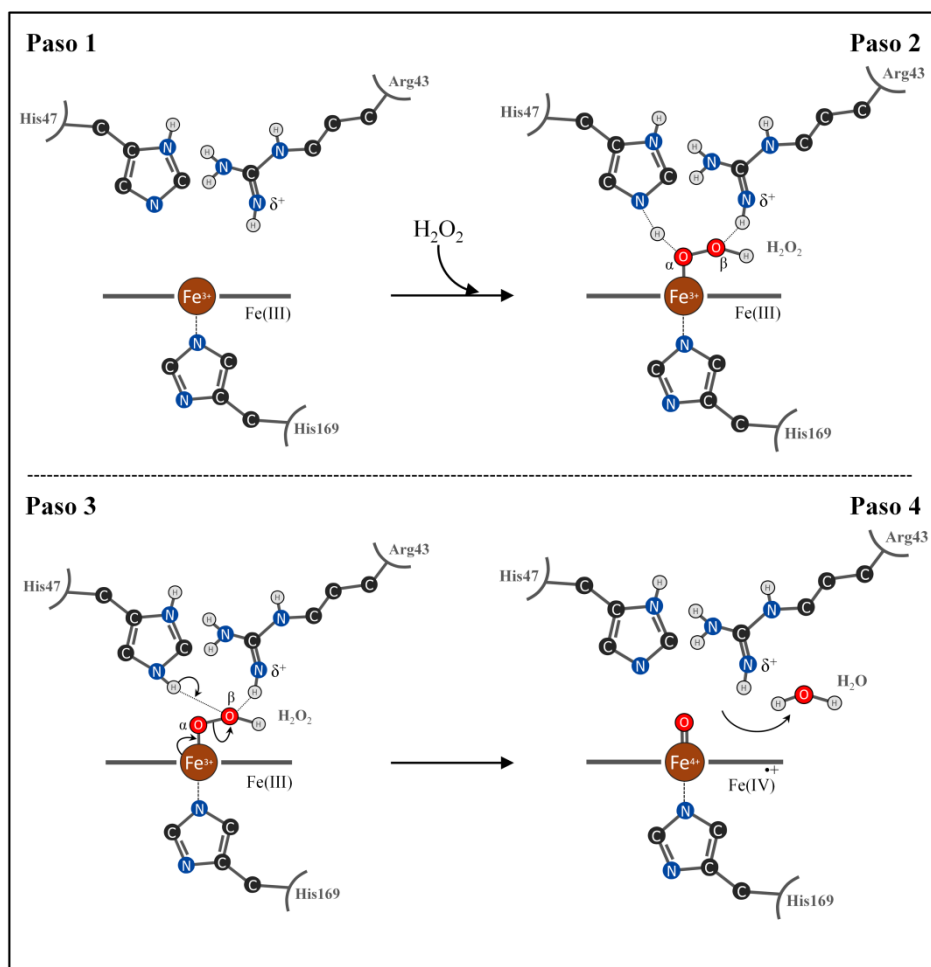 Paso 1
Paso 2
His47
Arg43
H
H
N
N
C
C
C
C
H
H
N
C
C
C
C
N
N
δ⁺
H
Fe³⁺
Fe(III)
N
C
C
N
C
C
His169
H₂O₂
His47
Arg43
C
C
C
C
H
H
N
N
C
C
H
H
N
C
C
C
N
N
δ⁺
H
H
O
O
H
H₂O₂
α
β
Fe³⁺
Fe(III)
N
C
C
N
C
C
His169
Paso 3
Paso 4
His47
Arg43
C
C
C
C
H
H
N
N
C
C
H
H
N
C
C
C
N
N
δ⁺
H
H
β
α
O
O
H
H₂O₂
Fe³⁺
Fe(III)
N
C
C
N
C
C
His169
His47
Arg43
C
C
C
C
H
H
N
N
C
C
H
H
N
C
C
C
N
N
δ⁺
H
H
O
H
H₂O
O
Fe⁴⁺
•+
Fe(IV)
N
C
C
N
C
C
His169